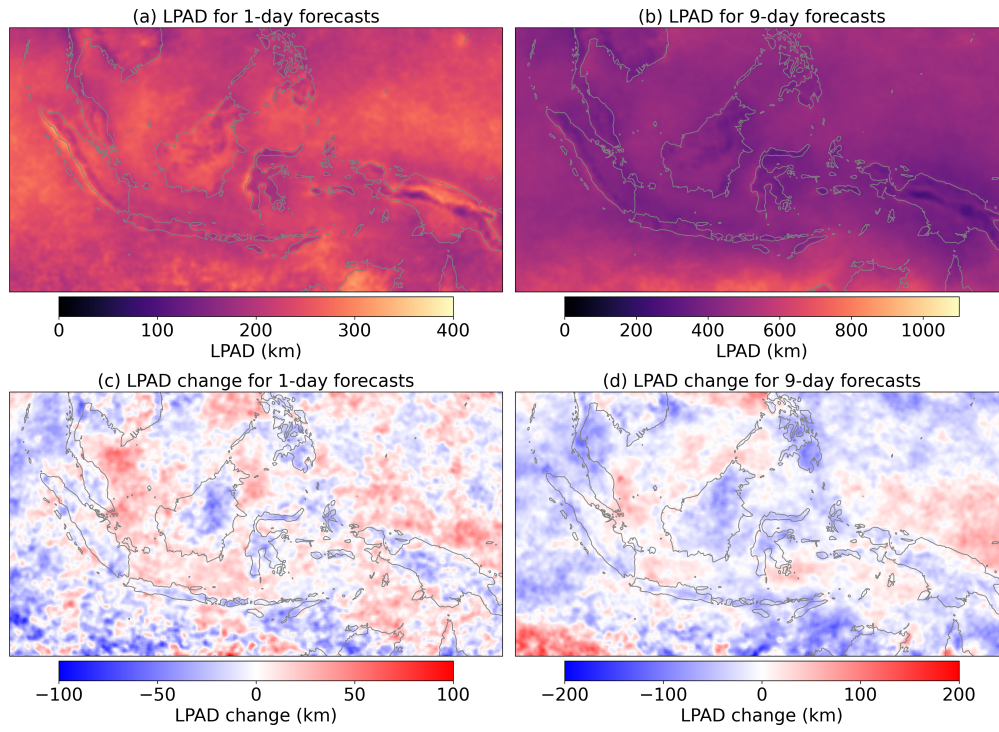 (a) LPAD for 1-day forecasts
(b) LPAD for 9-day forecasts
0 100 200 300 400
LPAD (km)
0 200 400 600 800 1000
LPAD (km)
(c) LPAD change for 1-day forecasts
(d) LPAD change for 9-day forecasts
−100 −50 0 50 100
LPAD change (km)
−200 −100 0 100 200
LPAD change (km)